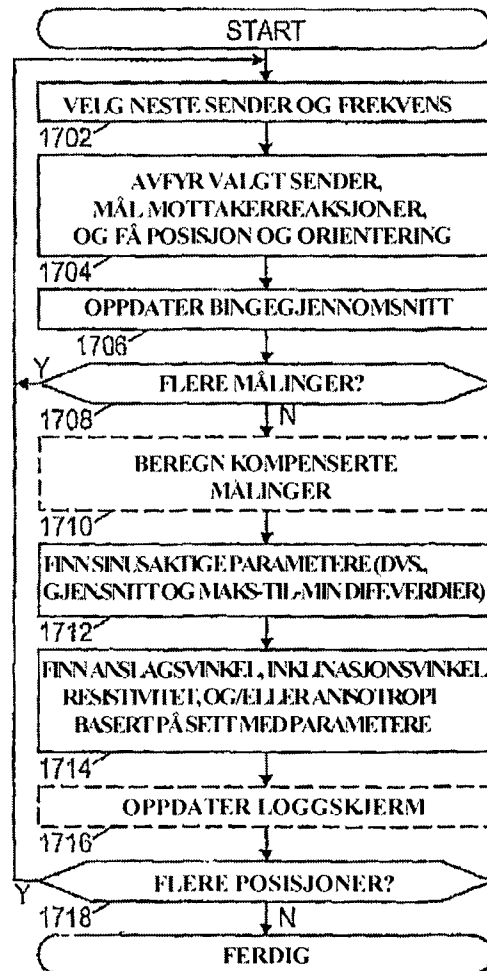 START
VELG NESTE SENDER OG FREKVENS
1702
AVFYR VALGT SENDER,
MÅL MOTTAKERREAKSJONER,
OG FÅ POSISJON OG ORIENTERING
1704
OPPDATER BINGEGJENNOMSNITT
1706
Y
FLERE MÅLINGER?
1708
N
BEREGN KOMPENSERTE
MÅLINGER
1710
FINN SINUSAKTIGE PARAMETERE (DVS.,
GJENSNITT OG MAKS-TIL-MIN DIFF.VERDIER)
1712
FINN ANSLAGSVINKEL, INKLINASJONSVINKEL,
RESISTIVITET, OG/ELLER ANISOTROPI
BASERT PÅ SETT MED PARAMETERE
1714
OPPDATER LOGGSKJERM
1716
Y
FLERE POSISJONER?
1718
N
FERDIG